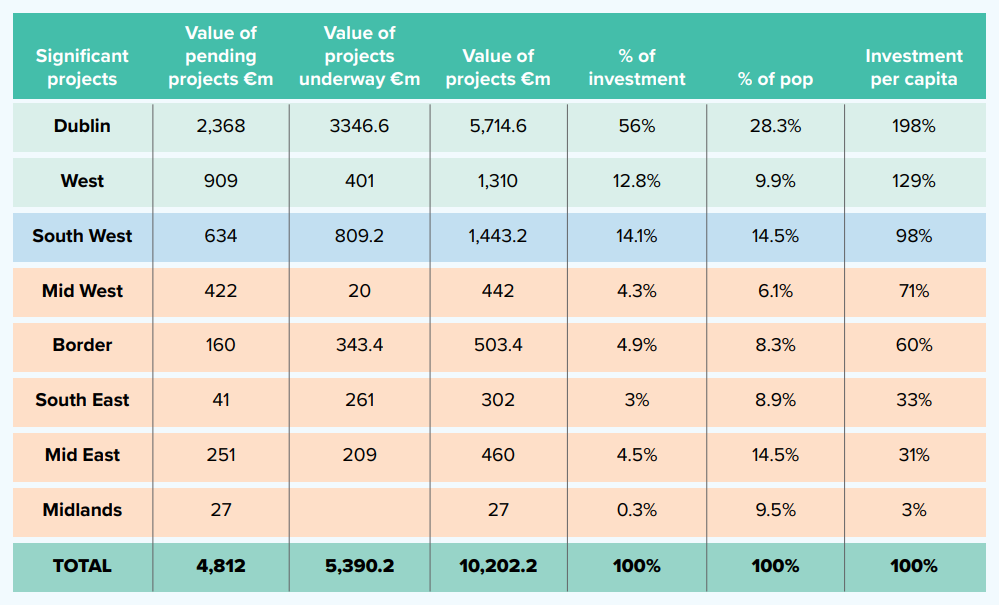 Significant projects Value of pending projects €m Value of projects underway €m Value of projects €m % of investment % of pop Investment per capita
Dublin 2,368 3346.6 5,714.6 56% 28.3% 198%
West 909 401 1,310 12.8% 9.9% 129%
South West 634 809.2 1,443.2 14.1% 14.5% 98%
Mid West 422 20 442 4.3% 6.1% 71%
Border 160 343.4 503.4 4.9% 8.3% 60%
South East 41 261 302 3% 8.9% 33%
Mid East 251 209 460 4.5% 14.5% 31%
Midlands 27 27 0.3% 9.5% 3%
TOTAL 4,812 5,390.2 10,202.2 100% 100% 100%